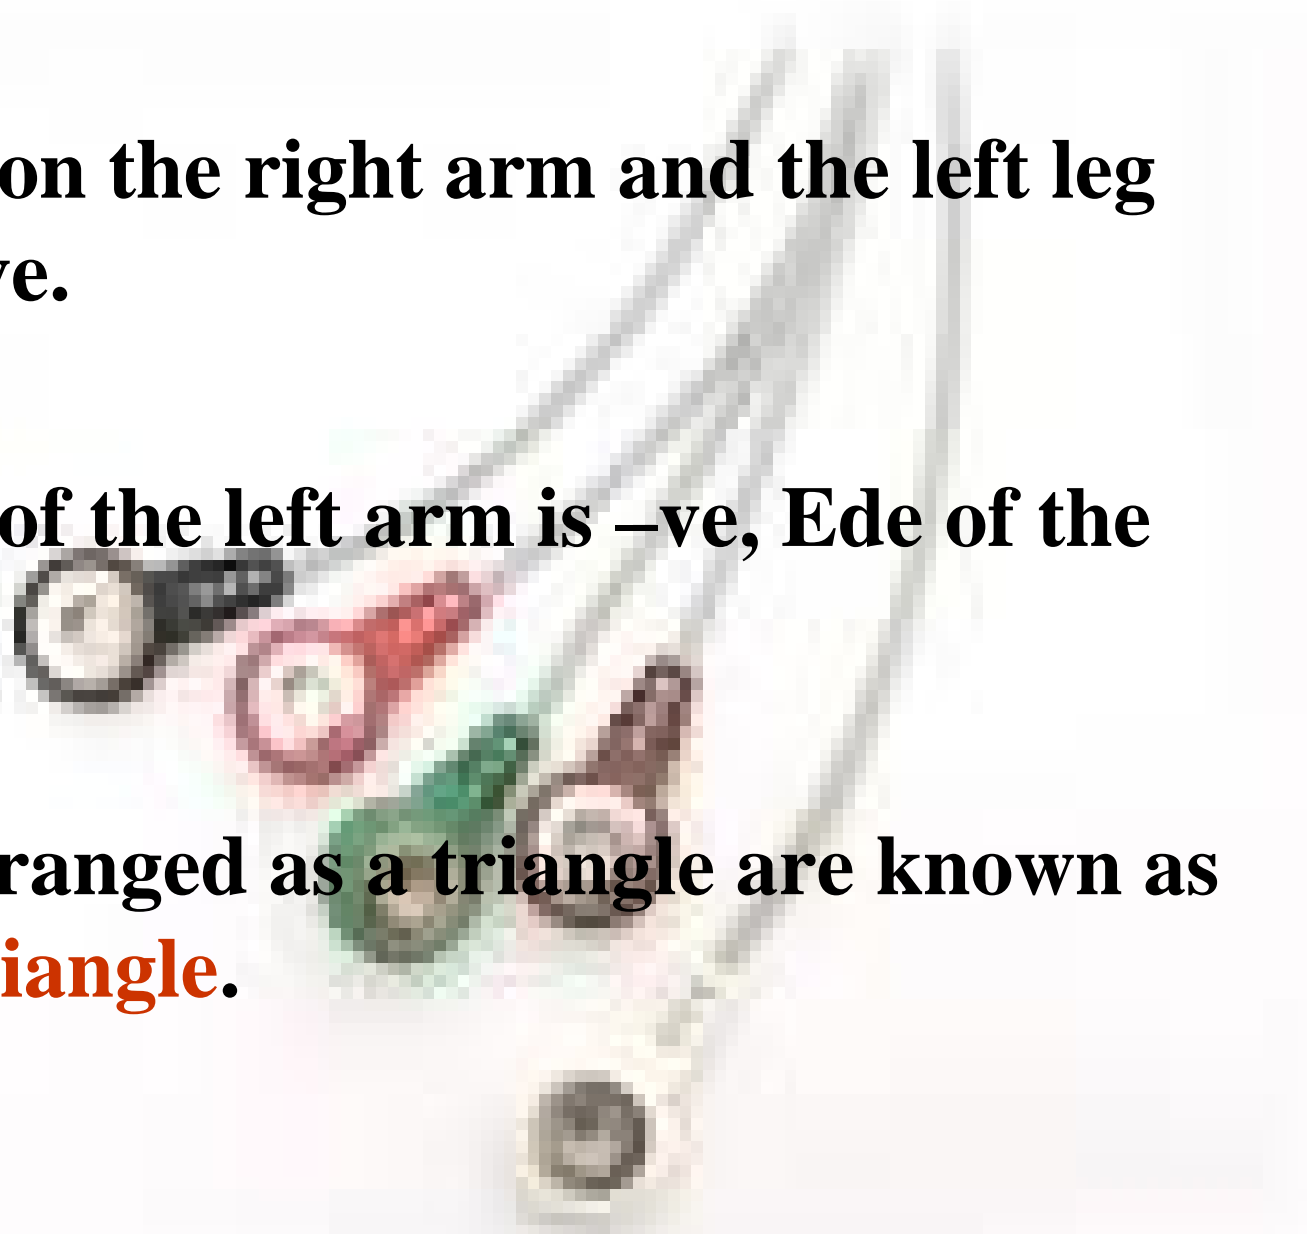 on the right arm and the left leg
ve.
of the left arm is –ve, Ede of the
ranged as a triangle are known as
iangle.